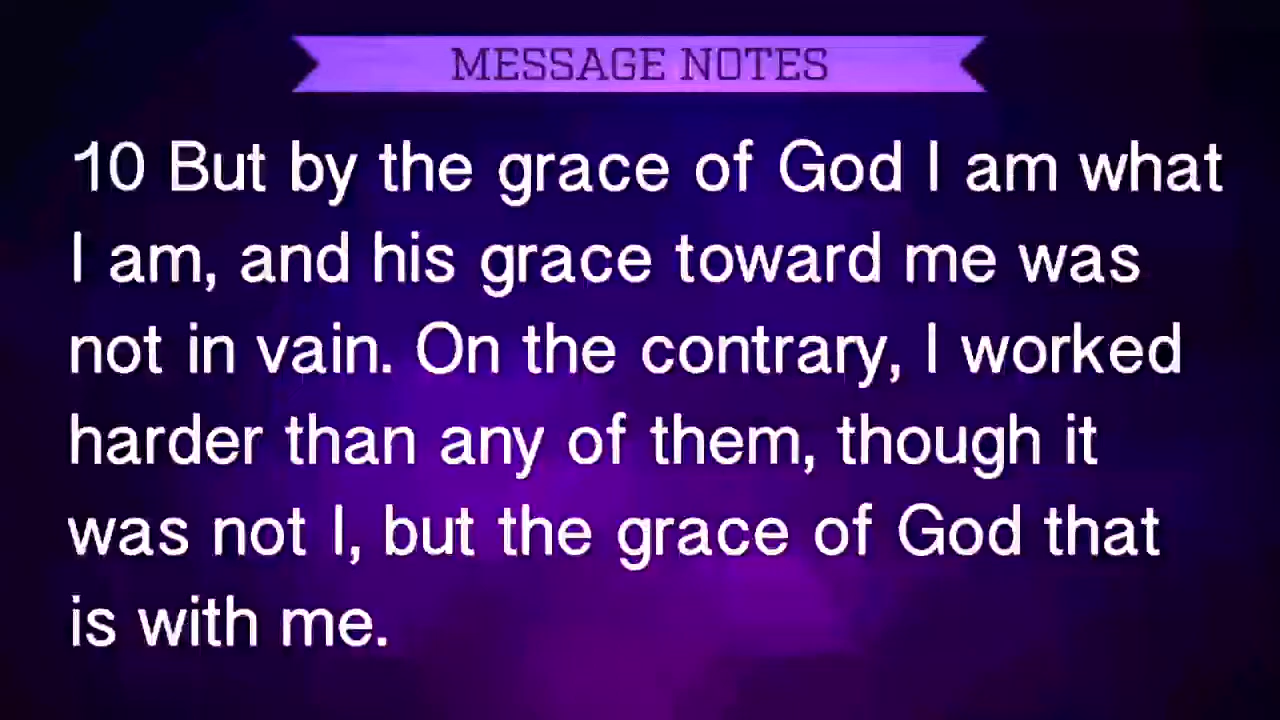 MESSAGE NOTES
10 But by the grace of God I am what
I am, and his grace toward me was
not in vain. On the contrary, I worked
harder than any of them, though it
was not I, but the grace of God that
is with me.